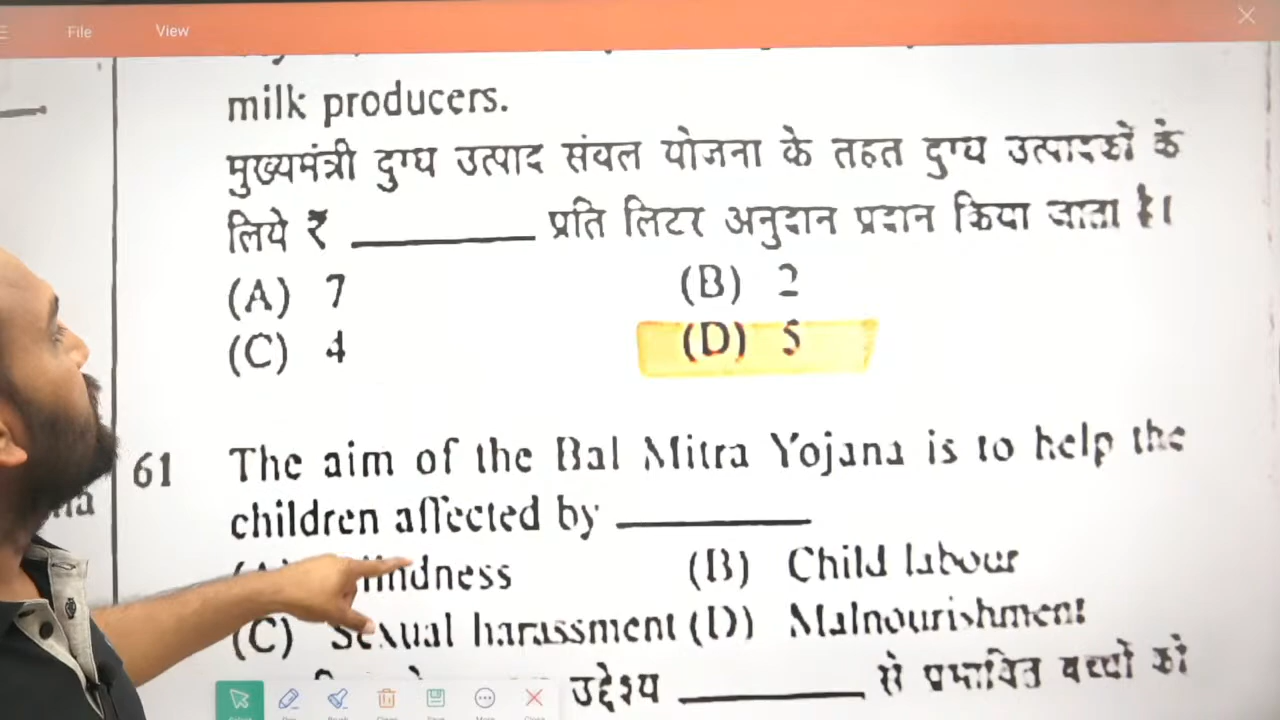 File View
milk producers.
मुख्यमंत्री दुग्ध उत्पाद संबल योजना के तहत दुग्ध उत्पादकों के
लिये ₹ ________ प्रति लिटर अनुदान प्रदान किया जाता है।
(A) 7 (B) 2
(C) 4 (D) 5
61 The aim of the Bal Mitra Yojana is to help the
children affected by ________
(B) Child labour
(C) Sexual harassment (D) Malnourishment
उद्देश्य ________ से प्रभावित बच्चों को